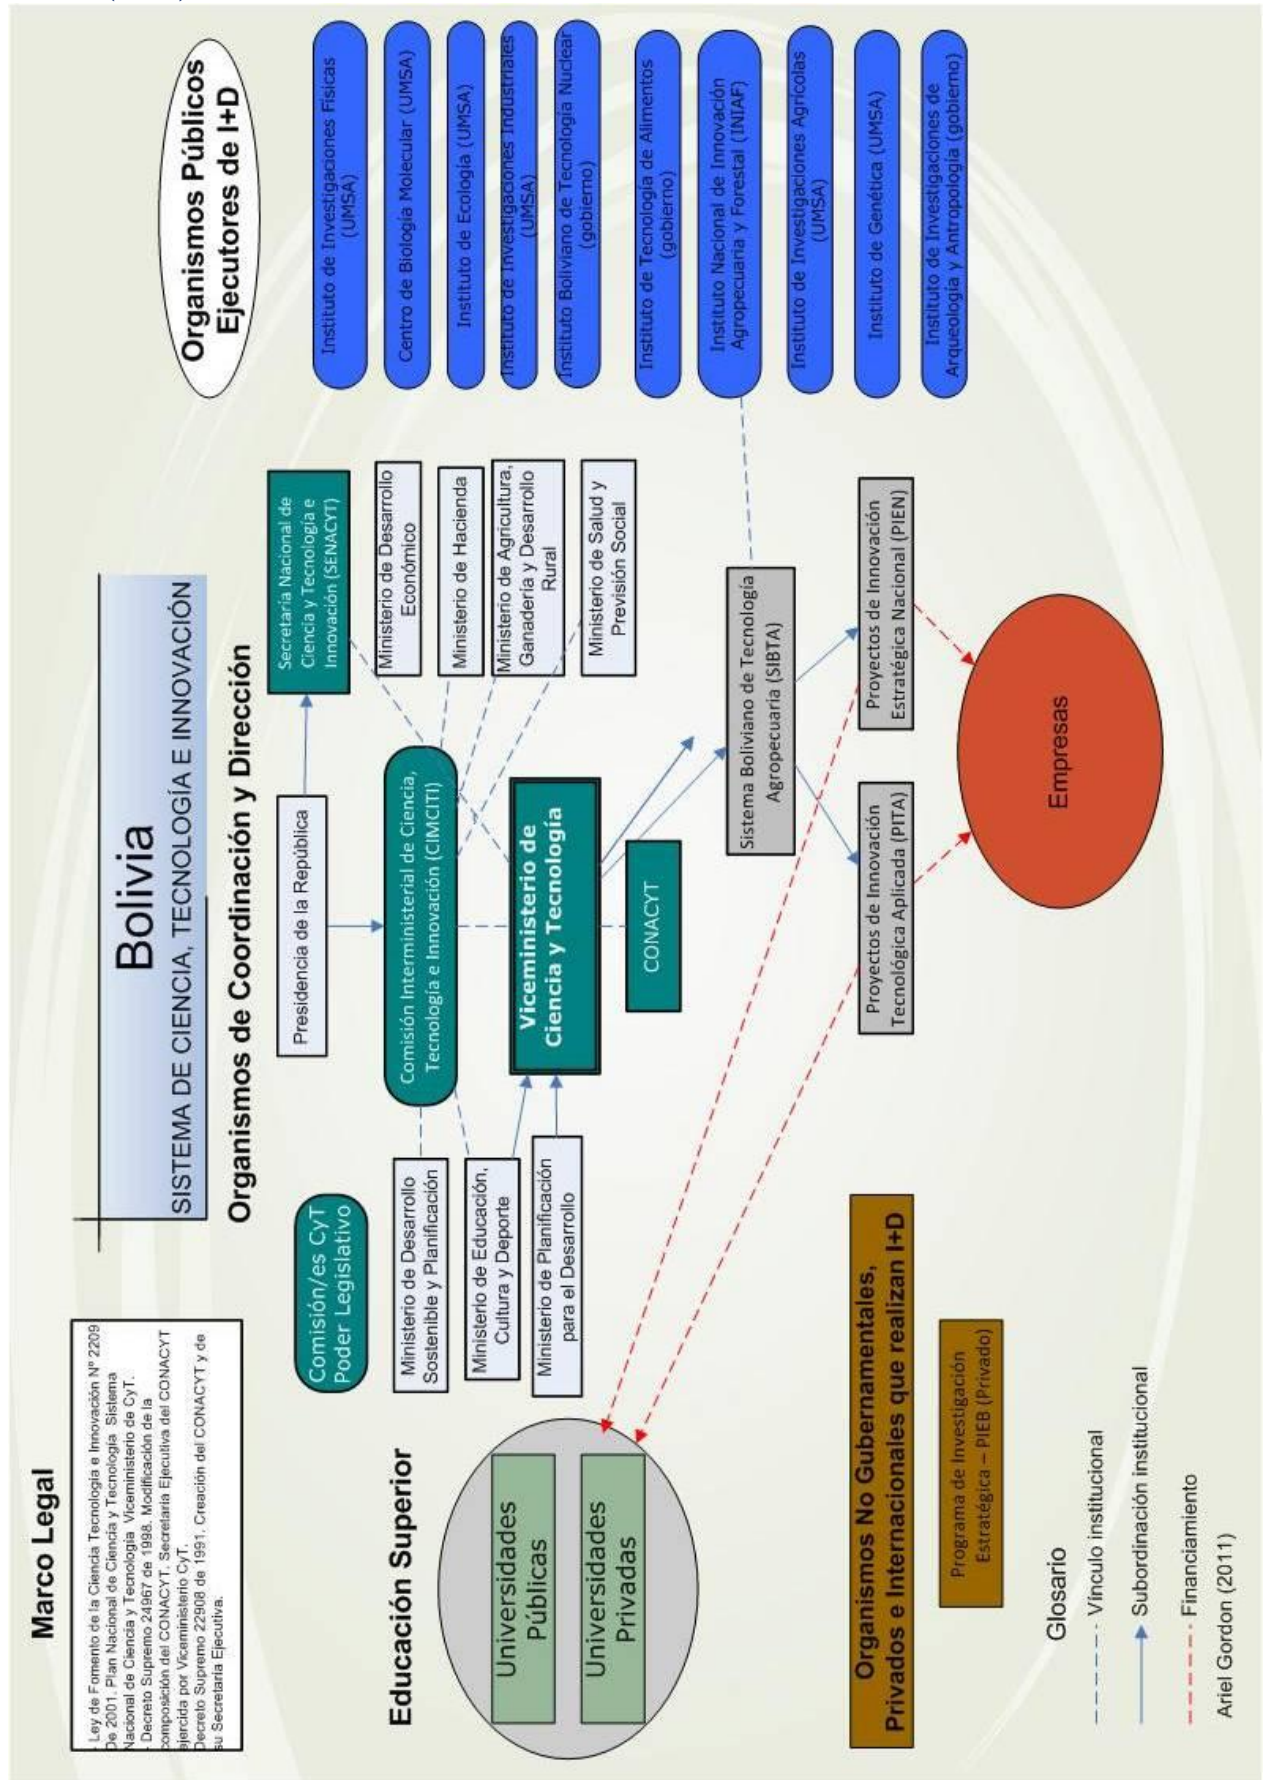 Marco Legal
- Ley de Fomento de la Ciencia Tecnologia e Innovación Nº 2209
De 2001. Plan Nacional de Ciencia y Tecnología Sistema
Nacional de Ciencia y Tecnología Viceministerio de CyT.
- Decreto Supremo 24967 de 1998. Modificación de la
composición del CONACYT. Secretaría Ejecutiva del CONACYT
ejercida por Viceministerio CyT.
Decreto Supremo 22908 de 1991. Creación del CONACYT y de
su Secretaría Ejecutiva.
Bolivia
SISTEMA DE CIENCIA, TECNOLOGÍA E INNOVACIÓN
Organismos de Coordinación y Dirección
Comisión/es CyT
Poder Legislativo
Presidencia de la República
Secretaría Nacional de
Ciencia y Tecnología e
Innovación (SENACYT)
Comisión Interministerial de Ciencia,
Tecnología e Innovación (CIMCITI)
Ministerio de Desarrollo
Sostenible y Planificación
Ministerio de Educación,
Cultura y Deporte
Ministerio de Planificación
para el Desarrollo
Ministerio de Desarrollo
Económico
Ministerio de Hacienda
Ministerio de Agricultura,
Ganadería y Desarrollo
Rural
Ministerio de Salud y
Previsión Social
Viceministerio de
Ciencia y Tecnología
CONACYT
Sistema Boliviano de Tecnología
Agropecuaria (SIBTA)
Proyectos de Innovación
Tecnológica Aplicada (PITA)
Proyectos de Innovación
Estratégica Nacional (PIEN)
Empresas
Organismos Públicos
Ejecutores de I+D
Instituto de Investigaciones Físicas
(UMSA)
Centro de Biología Molecular (UMSA)
Instituto de Ecología (UMSA)
Instituto de Investigaciones Industriales
(UMSA)
Instituto Boliviano de Tecnología Nuclear
(gobierno)
Instituto de Tecnología de Alimentos
(gobierno)
Instituto Nacional de Innovación
Agropecuaria y Forestal (INIAF)
Instituto de Investigaciones Agrícolas
(UMSA)
Instituto de Genética (UMSA)
Instituto de Investigaciones de
Arqueología y Antropología (gobierno)
Educación Superior
Universidades
Públicas
Universidades
Privadas
Organismos No Gubernamentales,
Privados e Internacionales que realizan I+D
Programa de Investigación
Estratégica – PIEB (Privado)
Glosario
Vínculo institucional
Subordinación institucional
Financiamiento
Ariel Gordon (2011)